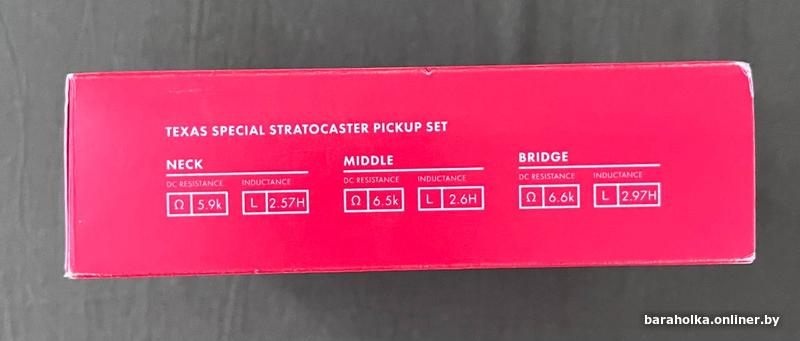 TEXAS SPECIAL STRATOCASTER PICKUP SET
NECK
DC RESISTANCE INDUCTANCE
Ω 5.9k L 2.57H
MIDDLE
DC RESISTANCE INDUCTANCE
Ω 6.5k L 2.6H
BRIDGE
DC RESISTANCE INDUCTANCE
Ω 6.6k L 2.97H
baraholka.onliner.by